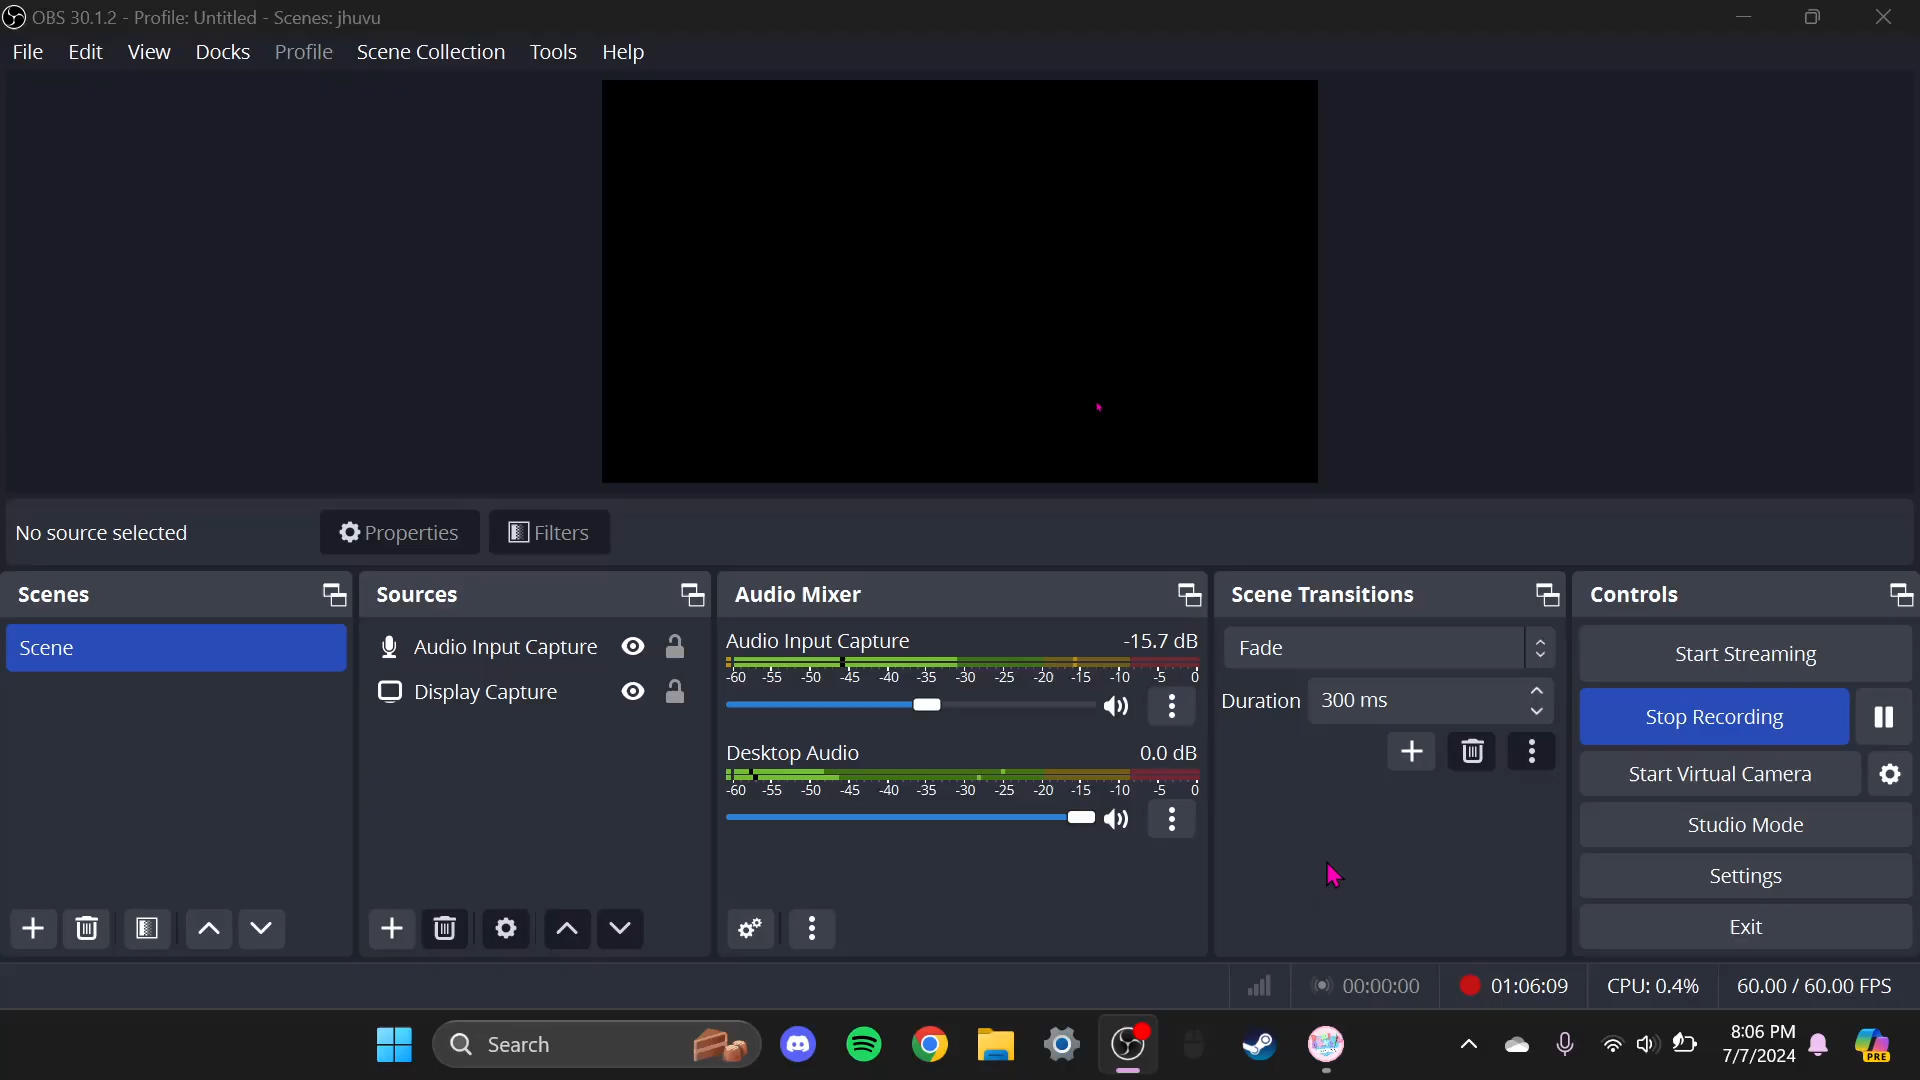 OBS 30.1.2 - Profile: Untitled - Scenes: jhuvu
File Edit View Docks Profile Scene Collection Tools Help
No source selected Properties Filters
Scenes
Scene
Sources
Audio Input Capture
Display Capture
Audio Mixer
Audio Input Capture -15.7 dB
-60 -55 -50 -45 -40 -35 -30 -25 -20 -15 -10 -5 0
Desktop Audio 0.0 dB
-60 -55 -50 -45 -40 -35 -30 -25 -20 -15 -10 -5 0
Scene Transitions
Fade
Duration 300 ms
Controls
Start Streaming
Stop Recording
Start Virtual Camera
Studio Mode
Settings
Exit
00:00:00 01:06:09 CPU: 0.4% 60.00 / 60.00 FPS
Search
8:06 PM
7/7/2024
PRE